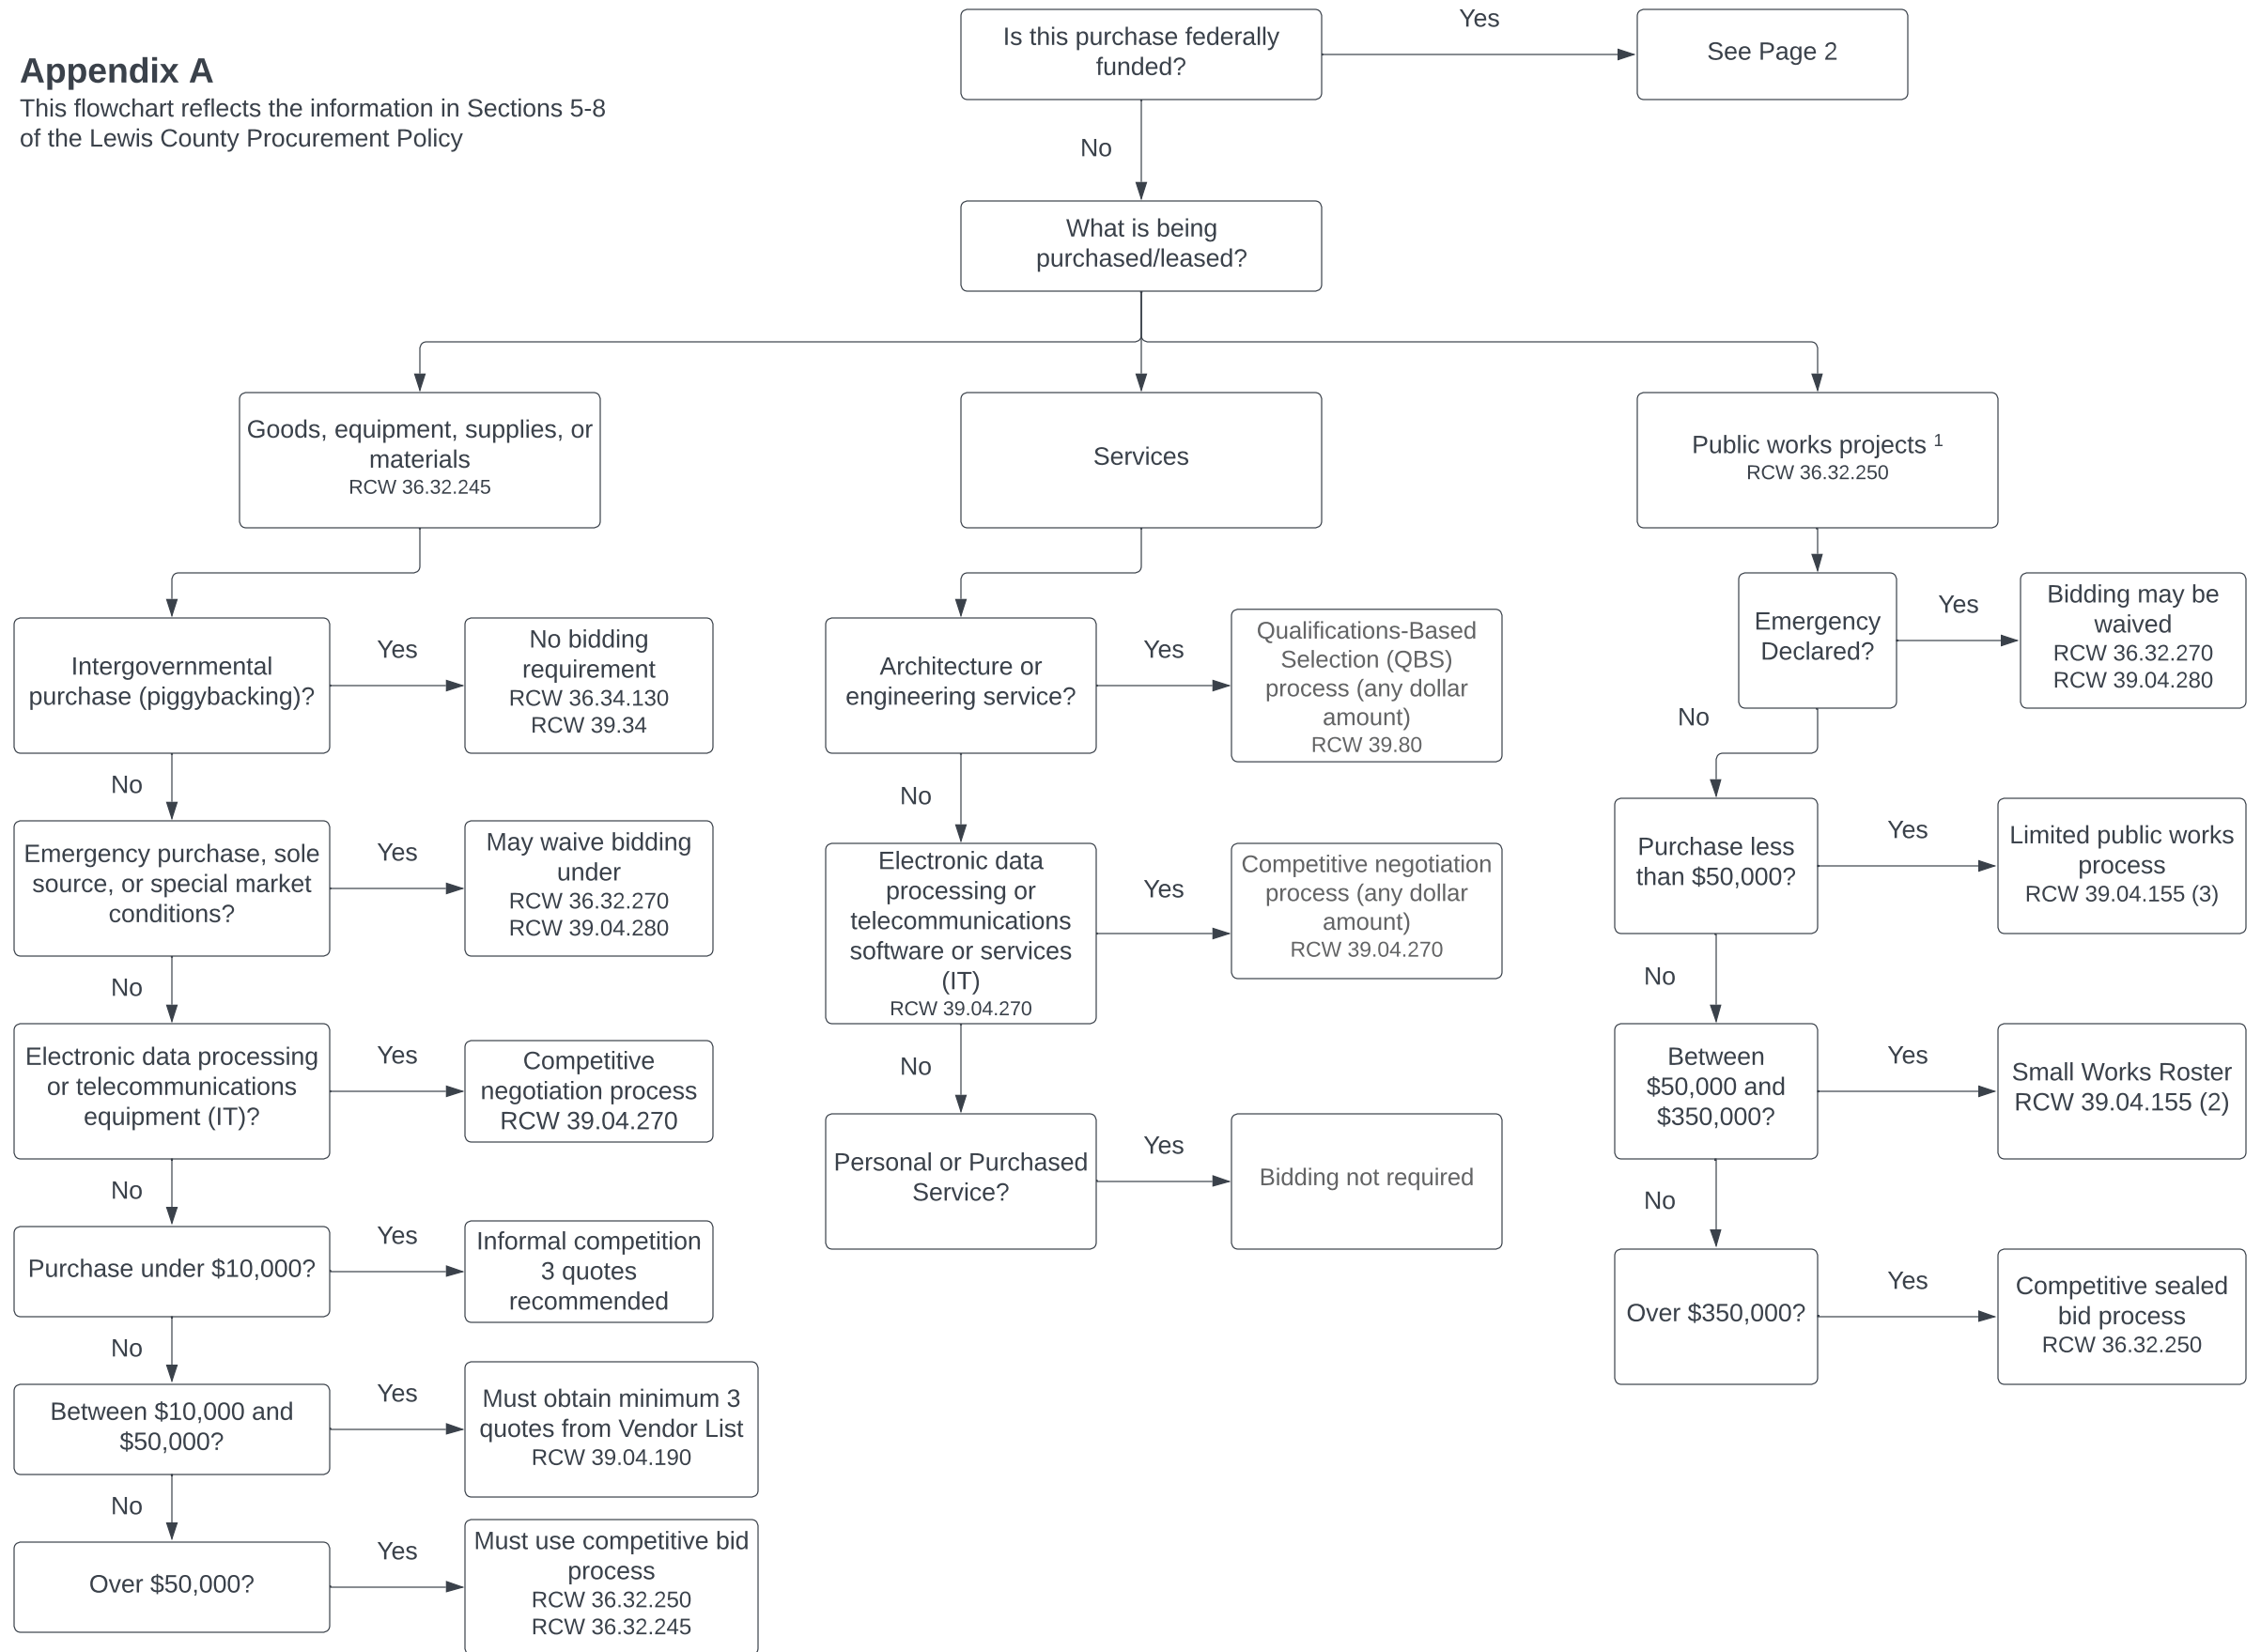 Appendix A
This flowchart reflects the information in Sections 5-8
of the Lewis County Procurement Policy
Is this purchase federally
funded?
Yes
See Page 2
No
What is being
purchased/leased?
Goods, equipment, supplies, or
materials
RCW 36.32.245
Intergovernmental
purchase (piggybacking)?
Yes
No bidding
requirement
RCW 36.34.130
RCW 39.34
No
Emergency purchase, sole
source, or special market
conditions?
Yes
May waive bidding
under
RCW 36.32.270
RCW 39.04.280
No
Electronic data processing
or telecommunications
equipment (IT)?
Yes
Competitive
negotiation process
RCW 39.04.270
No
Purchase under $10,000?
Yes
Informal competition
3 quotes
recommended
No
Between $10,000 and
$50,000?
Yes
Must obtain minimum 3
quotes from Vendor List
RCW 39.04.190
No
Over $50,000?
Yes
Must use competitive bid
process
RCW 36.32.250
RCW 36.32.245
Services
Architecture or
engineering service?
Yes
Qualifications-Based
Selection (QBS)
process (any dollar
amount)
RCW 39.80
No
Electronic data
processing or
telecommunications
software or services
(IT)
RCW 39.04.270
Yes
Competitive negotiation
process (any dollar
amount)
RCW 39.04.270
No
Personal or Purchased
Service?
Yes
Bidding not required
Public works projects 1
RCW 36.32.250
Emergency
Declared?
Yes
Bidding may be
waived
RCW 36.32.270
RCW 39.04.280
No
Purchase less
than $50,000?
Yes
Limited public works
process
RCW 39.04.155 (3)
No
Between
$50,000 and
$350,000?
Yes
Small Works Roster
RCW 39.04.155 (2)
No
Over $350,000?
Yes
Competitive sealed
bid process
RCW 36.32.250